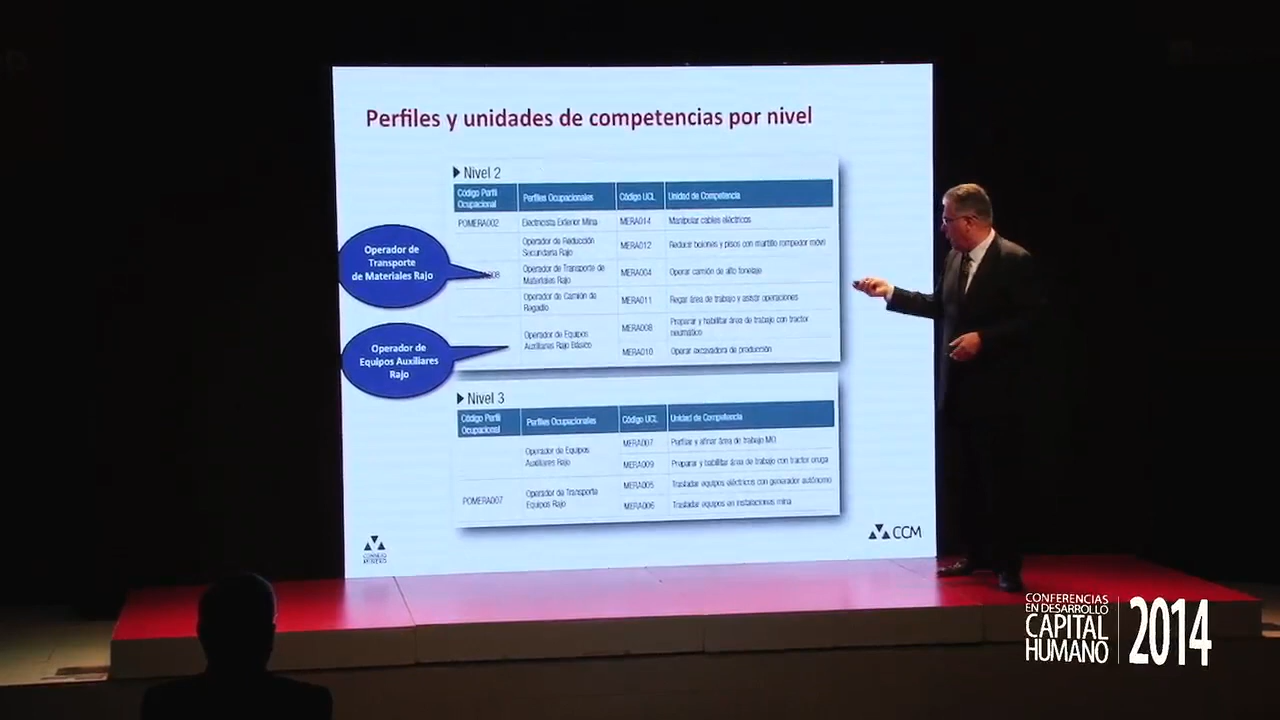 Perfiles y unidades de competencias por nivel
Nivel 2
Código Perfil Ocupacional Perfiles Ocupacionales Código UCL Unidad de Competencia
POMERA002 Electricista Exterior Mina MERA014 Manipular cables eléctricos
Operador de Reducción Secundaria Rajo MERA012 Reducir bolones y pisos con martillo rompedor móvil
Operador de Transporte de Materiales Rajo MERA004 Operar camión de alto tonelaje
Operador de Camión de Regadío MERA011 Regar área de trabajo y asistir operaciones
Operador de Equipos Auxiliares Rajo Básico MERA008 Preparar y habilitar área de trabajo con tractor neumático
MERA010 Operar excavadora de producción
Operador de
Transporte
de Materiales Rajo
Operador de
Equipos Auxiliares
Rajo
Nivel 3
Código Perfil Ocupacional Perfiles Ocupacionales Código UCL Unidad de Competencia
Operador de Equipos Auxiliares Rajo MERA007 Perfilar y afinar área de trabajo MO
MERA009 Preparar y habilitar área de trabajo con tractor oruga
POMERA007 Operador de Transporte Equipos Rajo MERA005 Trasladar equipos eléctricos con generador autónomo
MERA006 Trasladar equipos en instalaciones mina
CONSEJO
MINERO
CCM
CONFERENCIAS
EN DESARROLLO
CAPITAL
HUMANO
2014